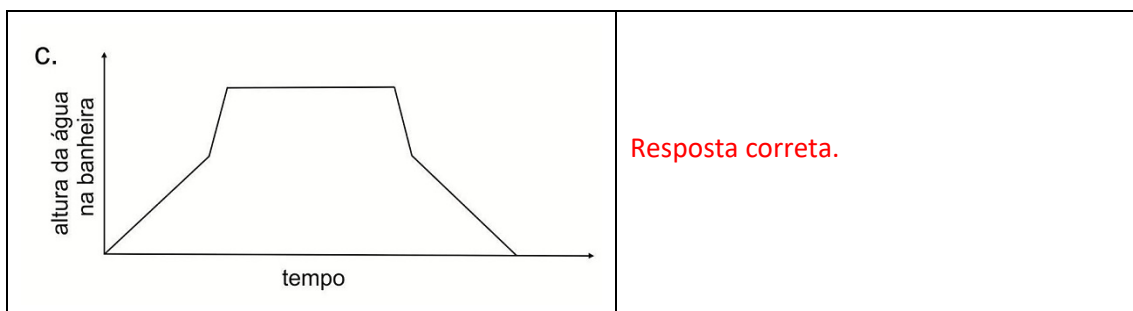 c.
altura da água
na banheira
tempo
Resposta correta.